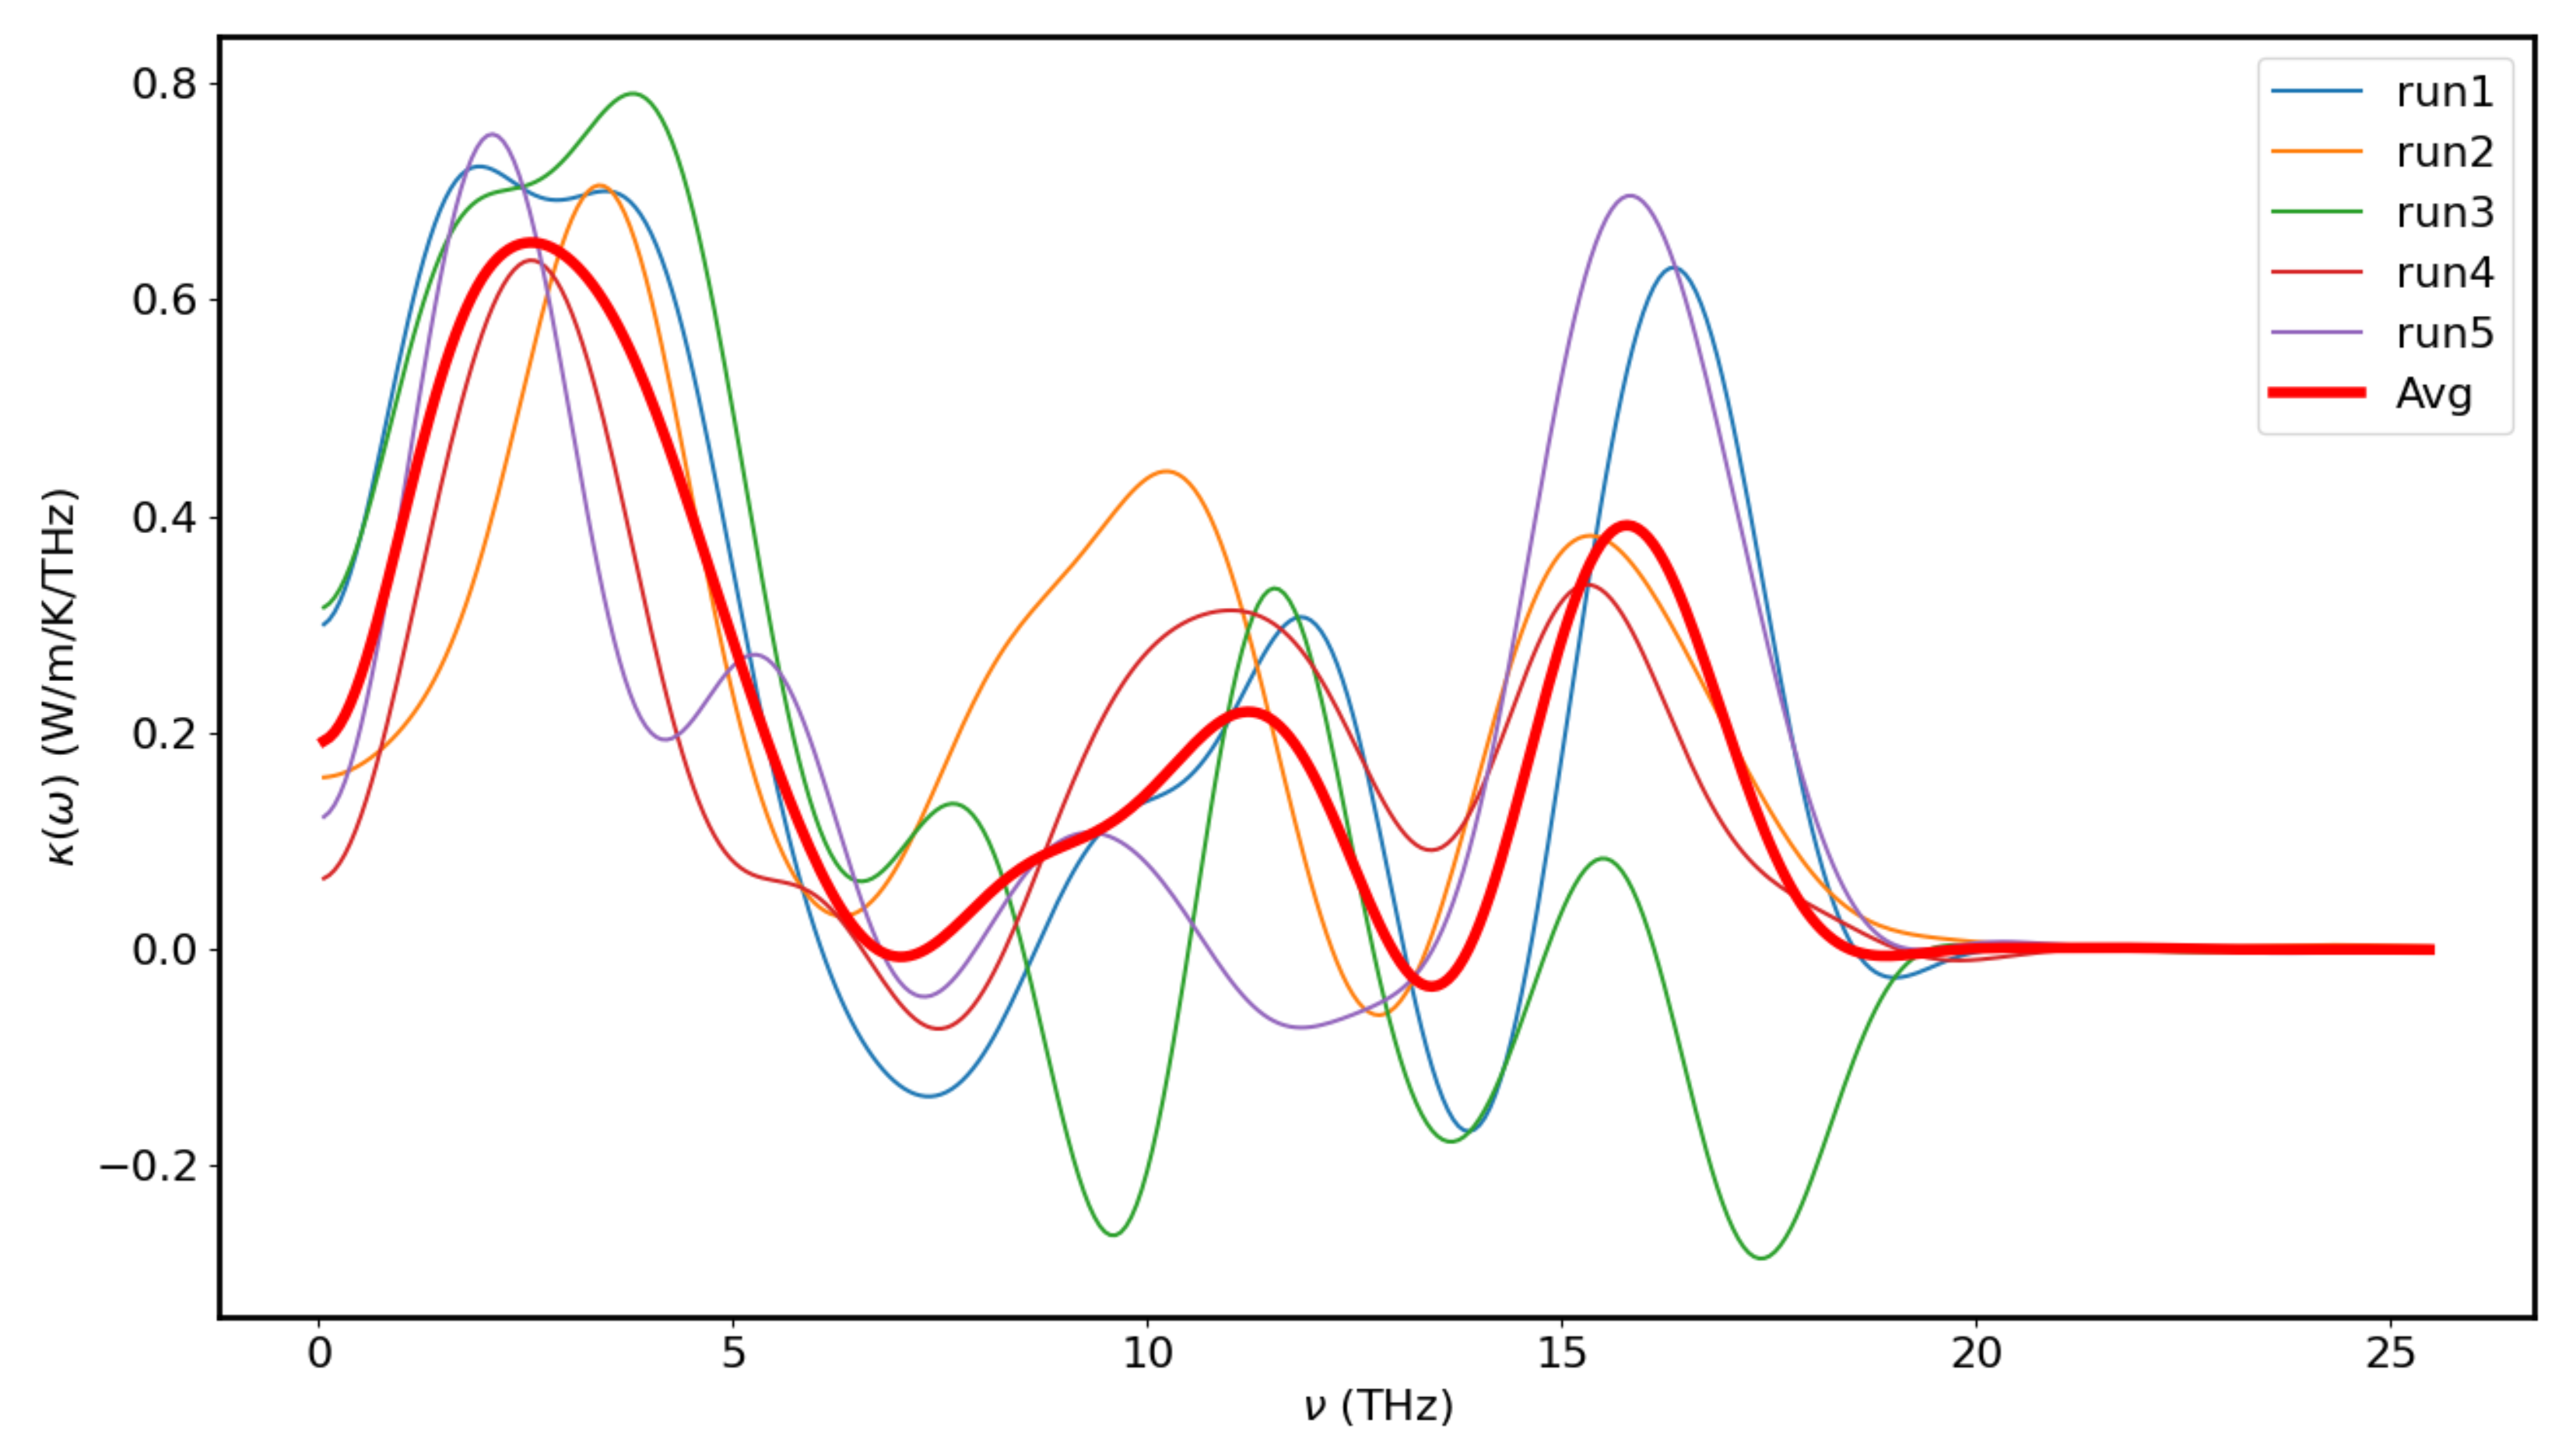 0.8
0.6
0.4
0.2
0.0
−0.2
κ(ω) (W/m/K/THz)
0 5 10 15 20 25
ν (THz)
run1
run2
run3
run4
run5
Avg